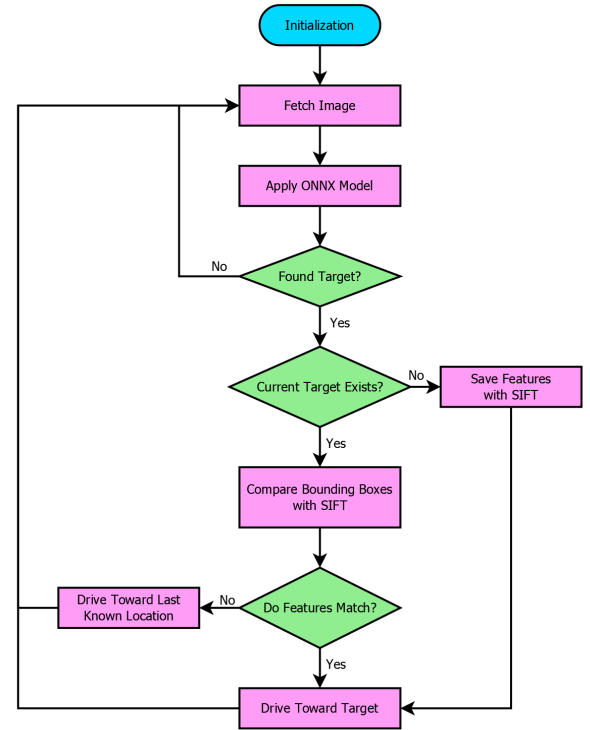 Initialization
Fetch Image
Apply ONNX Model
No
Found Target?
Yes
Current Target Exists?
No
Save Features
with SIFT
Yes
Compare Bounding Boxes
with SIFT
Drive Toward Last
Known Location
No
Do Features Match?
Yes
Drive Toward Target